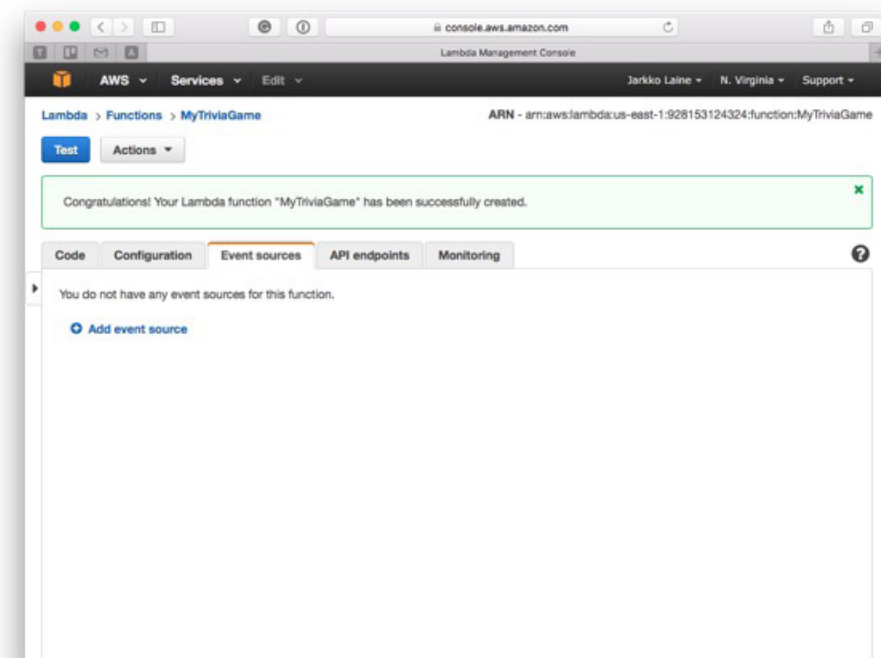 console.aws.amazon.com
Lambda Management Console
AWS Services Edit Jarkko Laine N. Virginia Support
Lambda > Functions > MyTriviaGame ARN - arn:aws:lambda:us-east-1:928153124324:function:MyTriviaGame
Test Actions
Congratulations! Your Lambda function "MyTriviaGame" has been successfully created.
Code Configuration Event sources API endpoints Monitoring
You do not have any event sources for this function.
Add event source